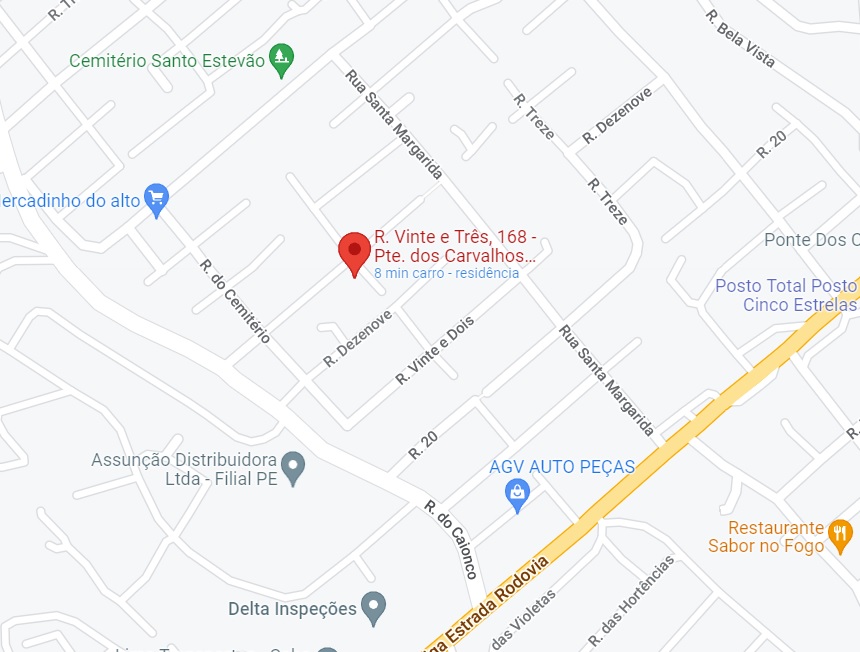 R. Bela Vista
Cemitério Santo Estevão
Rua Santa Margarida
R. Treze
R. Dezenove
R. 20
Mercadinho do alto
R. Treze
R. Vinte e Três, 168 -
Pte. dos Carvalhos...
8 min carro - residência
Ponte Dos C
R. do Cemitério
Posto Total Posto
Cinco Estrelas
R. Dezenove
R. Vinte e Dois
Rua Santa Margarida
R. 20
Assunção Distribuidora
Ltda - Filial PE
AGV AUTO PEÇAS
R. do Caionco
Restaurante
Sabor no Fogo
Delta Inspeções
ga Estrada Rodovia
das Violetas
R. das Hortências